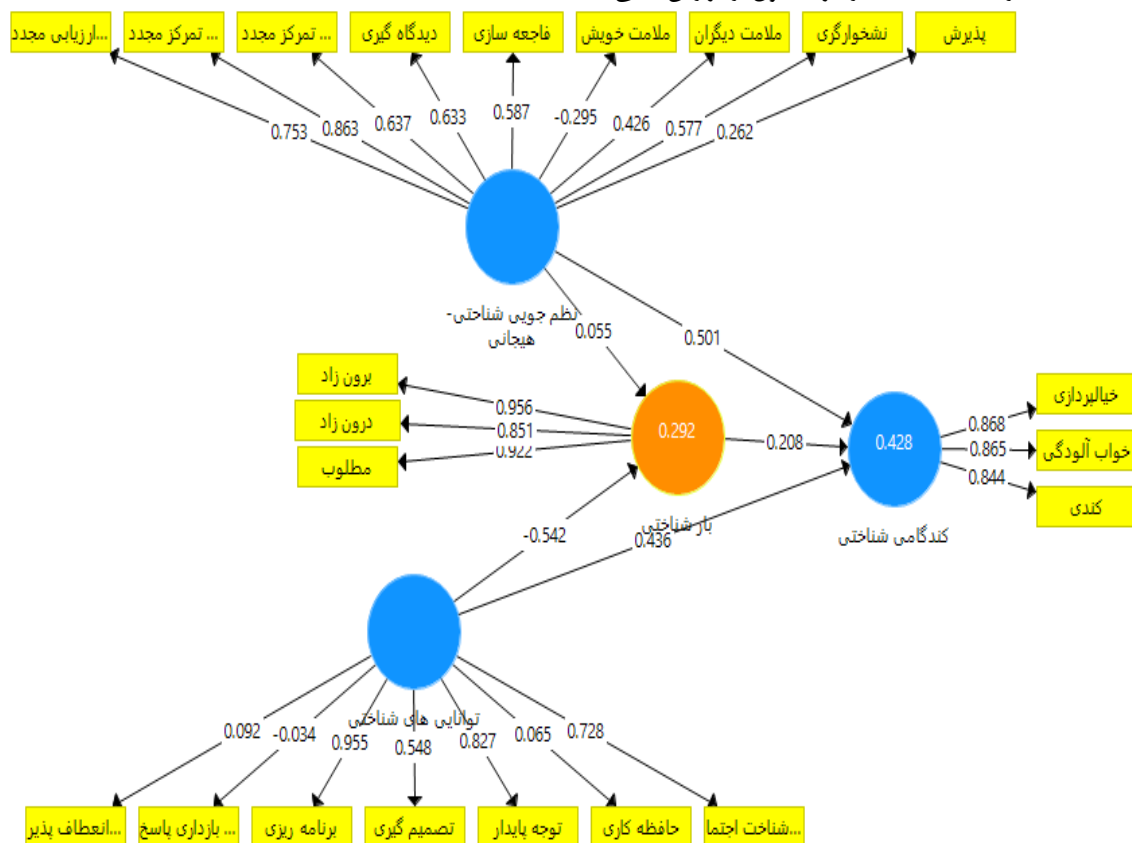 ارزیابی مجدد...
تمرکز مجدد ...
تمرکز مجدد ...
دیدگاه گیری
فاجعه سازی
ملامت خویش
ملامت دیگران
نشخوارگری
پذیرش
0.753
0.863
0.637
0.633
0.587
-0.295
0.426
0.577
0.262
نظم جویی شناختی-
هیجانی
0.055
0.501
برون زاد
درون زاد
مطلوب
0.956
0.851
0.922
0.292
0.208
0.428
بار شناختی
کندگامی شناختی
0.868
0.865
0.844
خیالپردازی
خواب آلودگی
کندی
-0.542
0.436
توانایی های شناختی
0.092
-0.034
0.955
0.548
0.827
0.065
0.728
انعطاف پذیر...
بازداری پاسخ ...
برنامه ریزی
تصمیم گیری
توجه پایدار
حافظه کاری
شناخت اجتما...